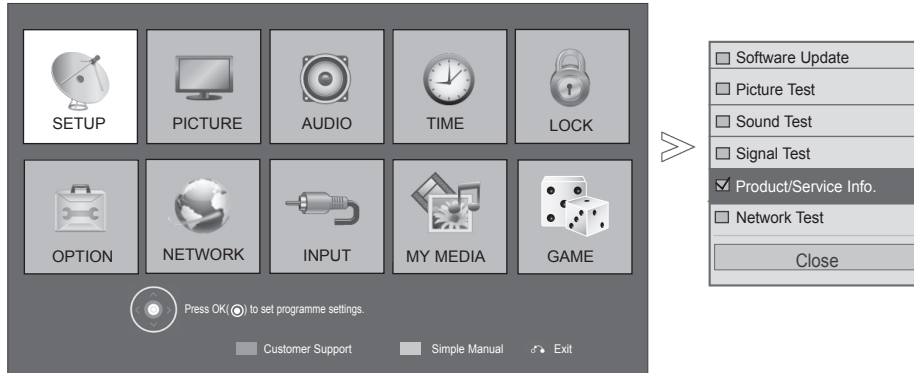 SETUP
PICTURE
AUDIO
TIME
LOCK
OPTION
NETWORK
INPUT
MY MEDIA
GAME
Press OK( ) to set programme settings.
Customer Support
Simple Manual
Exit
Software Update
Picture Test
Sound Test
Signal Test
Product/Service Info.
Network Test
Close